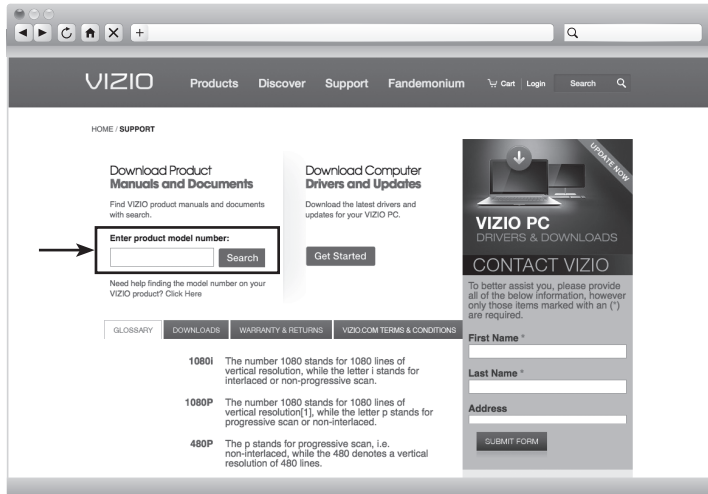 VIZIO
Products Discover Support Fandemonium Cart Login Search
HOME / SUPPORT
Download Product
Manuals and Documents
Find VIZIO product manuals and documents
with search.
Enter product model number:
Search
Need help finding the model number on your
VIZIO product? Click Here
Download Computer
Drivers and Updates
Download the latest drivers and
updates for your VIZIO PC.
Get Started
UPDATE NOW
VIZIO PC
DRIVERS & DOWNLOADS
CONTACT VIZIO
To better assist you, please provide
all of the below information, however
only those items marked with an (*)
are required.
First Name *
Last Name *
Address
SUBMIT FORM
GLOSSARY DOWNLOADS WARRANTY & RETURNS VIZIO.COM TERMS & CONDITIONS
1080i The number 1080 stands for 1080 lines of
vertical resolution, while the letter i stands for
interlaced or non-progressive scan.
1080P The number 1080 stands for 1080 lines of
vertical resolution[1], while the letter p stands for
progressive scan or non-interlaced.
480P The p stands for progressive scan, i.e.
non-interlaced, while the 480 denotes a vertical
resolution of 480 lines.